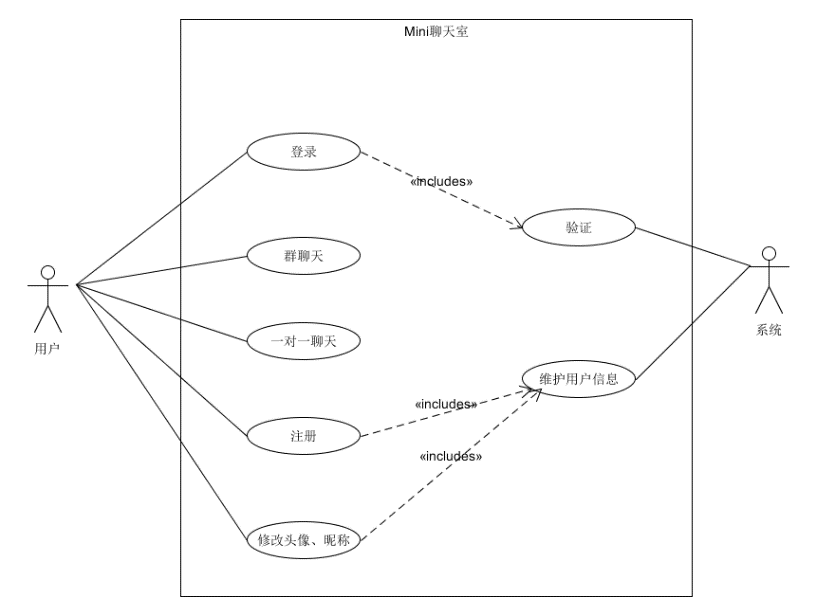 Mini聊天室
登录
«includes»
验证
群聊天
用户
一对一聊天
系统
维护用户信息
«includes»
注册
«includes»
修改头像、昵称